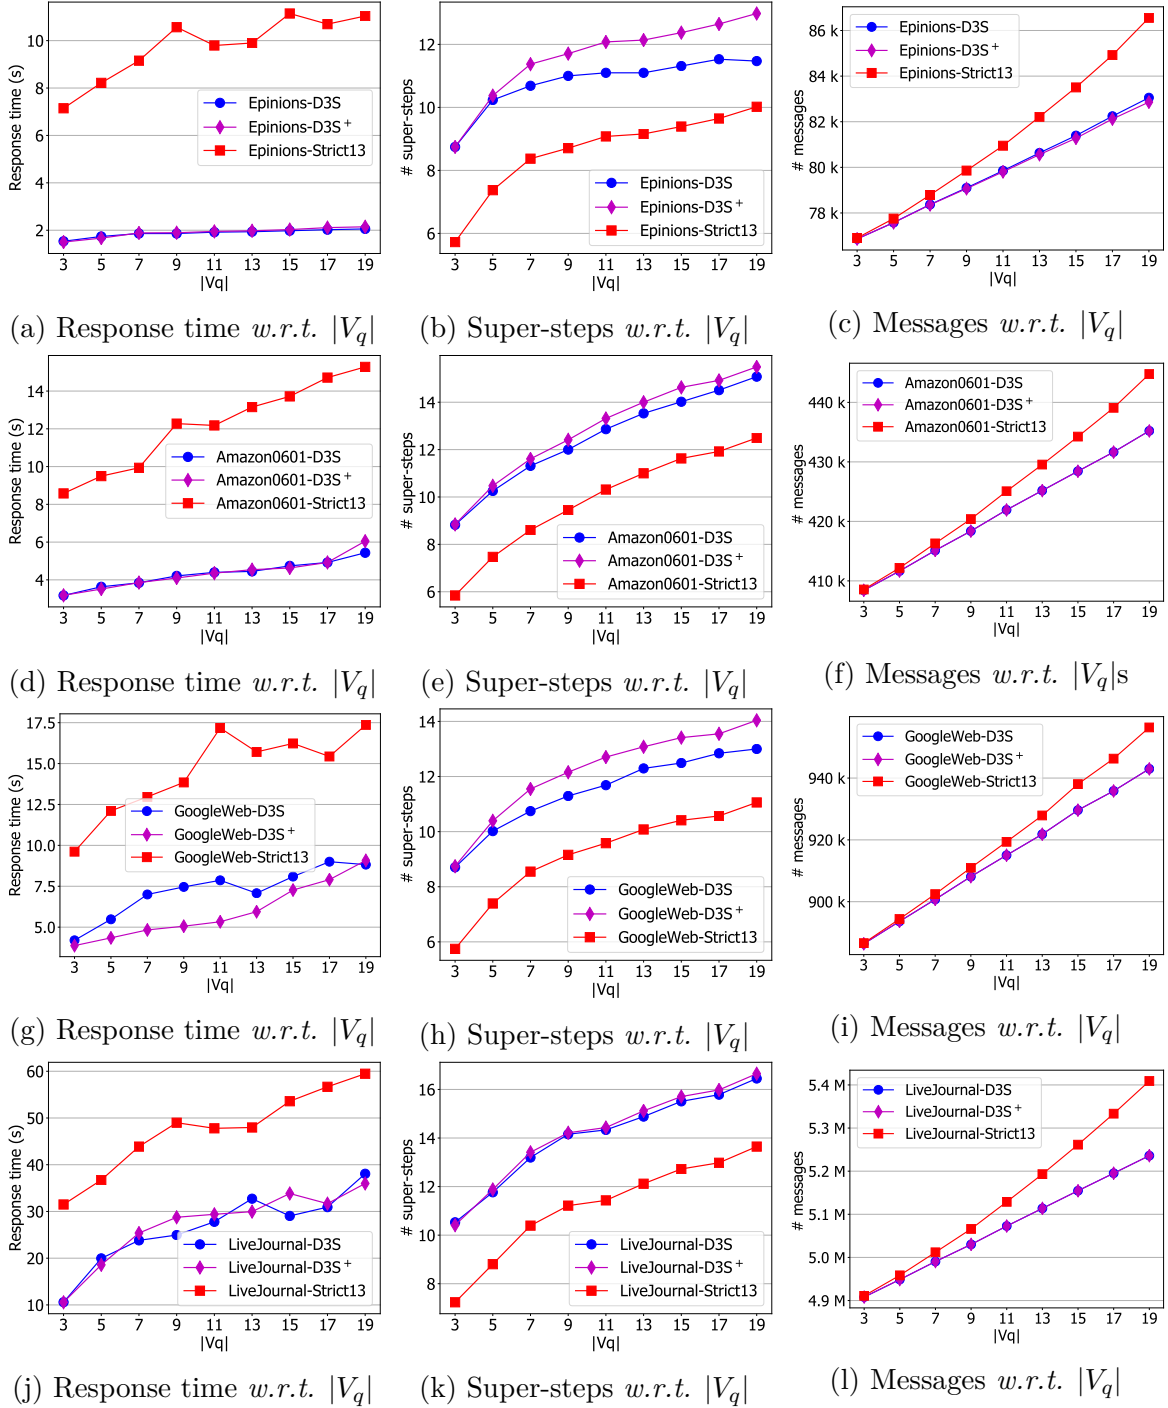 Response time (s)
10
8
6
4
2
3 5 7 9 11 13 15 17 19
|Vq|
Epinions-D3S
Epinions-D3S+
Epinions-Strict13
(a) Response time w.r.t. |Vq|
# super-steps
12
10
8
6
3 5 7 9 11 13 15 17 19
|Vq|
Epinions-D3S
Epinions-D3S+
Epinions-Strict13
(b) Super-steps w.r.t. |Vq|
# messages
86 k
84 k
82 k
80 k
78 k
3 5 7 9 11 13 15 17 19
|Vq|
Epinions-D3S
Epinions-D3S+
Epinions-Strict13
(c) Messages w.r.t. |Vq|
Response time (s)
14
12
10
8
6
4
3 5 7 9 11 13 15 17 19
|Vq|
Amazon0601-D3S
Amazon0601-D3S+
Amazon0601-Strict13
(d) Response time w.r.t. |Vq|
# super-steps
14
12
10
8
6
3 5 7 9 11 13 15 17 19
|Vq|
Amazon0601-D3S
Amazon0601-D3S+
Amazon0601-Strict13
(e) Super-steps w.r.t. |Vq|
# messages
440 k
430 k
420 k
410 k
3 5 7 9 11 13 15 17 19
|Vq|
Amazon0601-D3S
Amazon0601-D3S+
Amazon0601-Strict13
(f) Messages w.r.t. |Vq|s
Response time (s)
17.5
15.0
12.5
10.0
7.5
5.0
3 5 7 9 11 13 15 17 19
|Vq|
GoogleWeb-D3S
GoogleWeb-D3S+
GoogleWeb-Strict13
(g) Response time w.r.t. |Vq|
# super-steps
14
12
10
8
6
3 5 7 9 11 13 15 17 19
|Vq|
GoogleWeb-D3S
GoogleWeb-D3S+
GoogleWeb-Strict13
(h) Super-steps w.r.t. |Vq|
# messages
940 k
920 k
900 k
3 5 7 9 11 13 15 17 19
|Vq|
GoogleWeb-D3S
GoogleWeb-D3S+
GoogleWeb-Strict13
(i) Messages w.r.t. |Vq|
Response time (s)
60
50
40
30
20
10
3 5 7 9 11 13 15 17 19
|Vq|
LiveJournal-D3S
LiveJournal-D3S+
LiveJournal-Strict13
(j) Response time w.r.t. |Vq|
# super-steps
16
14
12
10
8
3 5 7 9 11 13 15 17 19
|Vq|
LiveJournal-D3S
LiveJournal-D3S+
LiveJournal-Strict13
(k) Super-steps w.r.t. |Vq|
# messages
5.4 M
5.3 M
5.2 M
5.1 M
5.0 M
4.9 M
3 5 7 9 11 13 15 17 19
|Vq|
LiveJournal-D3S
LiveJournal-D3S+
LiveJournal-Strict13
(l) Messages w.r.t. |Vq|